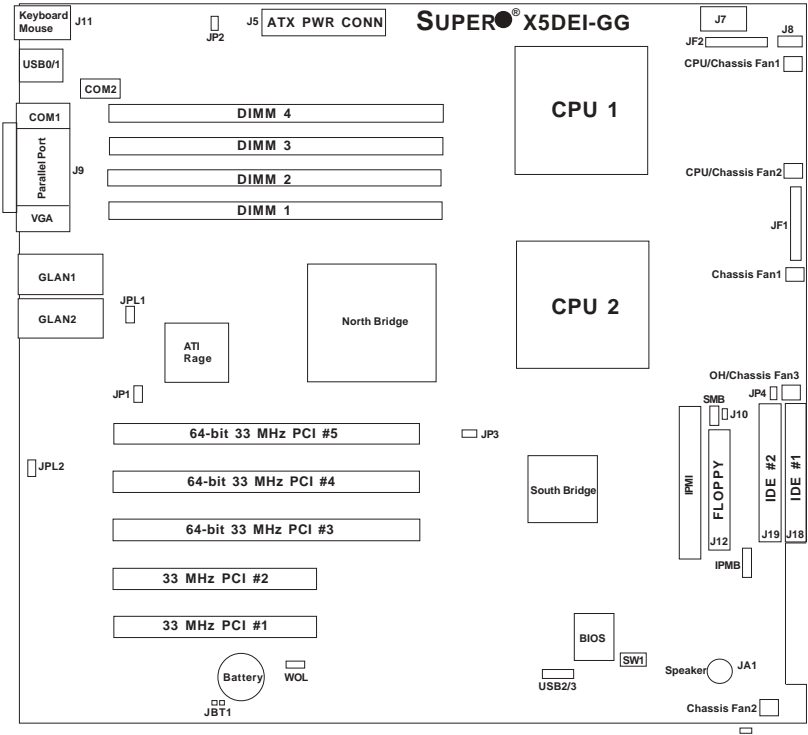 Keyboard
Mouse
J11
JP2
J5
ATX PWR CONN
SUPER® X5DEI-GG
J7
JF2
J8
CPU/Chassis Fan1
USB0/1
COM2
COM1
Parallel Port
J9
VGA
DIMM 4
DIMM 3
DIMM 2
DIMM 1
CPU 1
CPU/Chassis Fan2
JF1
Chassis Fan1
GLAN1
GLAN2
JPL1
ATI
Rage
North Bridge
CPU 2
OH/Chassis Fan3
JP1
SMB
JP4
J10
64-bit 33 MHz PCI #5
JP3
JPL2
64-bit 33 MHz PCI #4
South Bridge
IPMI
FLOPPY
J12
IDE #2
J19
IDE #1
J18
64-bit 33 MHz PCI #3
IPMB
33 MHz PCI #2
33 MHz PCI #1
BIOS
SW1
Battery
WOL
USB2/3
Speaker
JA1
JBT1
Chassis Fan2